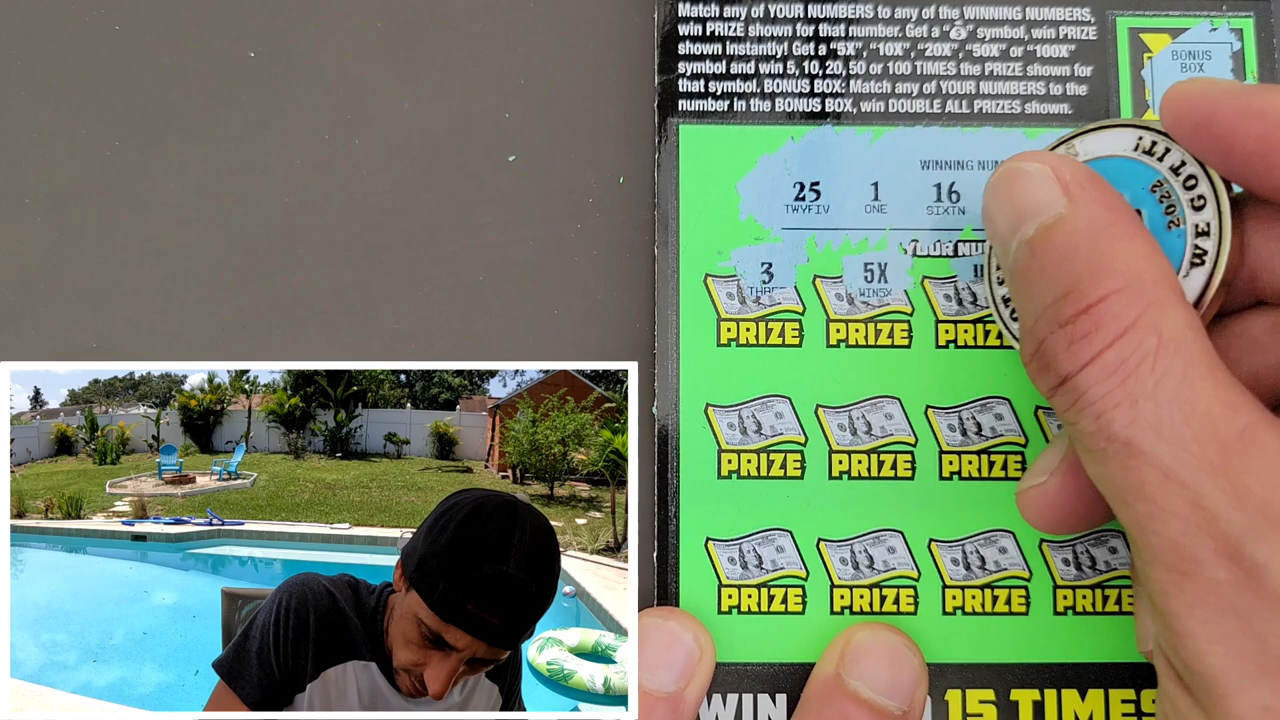 Match any of YOUR NUMBERS to any of the WINNING NUMBERS,
win PRIZE shown for that number. Get a “💰” symbol, win PRIZE
shown instantly! Get a “5X”, “10X”, “20X”, “50X” or “100X”
symbol and win 5, 10, 20, 50 or 100 TIMES the PRIZE shown for
that symbol. BONUS BOX: Match any of YOUR NUMBERS to the
number in the BONUS BOX, win DOUBLE ALL PRIZES shown.
BONUS
BOX
WE GOT IT!
2022
WINNING
25 1 16
TWYFIV ONE SIXTN
YOUR
3 5X
WIN5X
PRIZE PRIZE
PRIZE PRIZE PRIZE
PRIZE PRIZE PRIZE PRIZE
WIN 15 TIMES